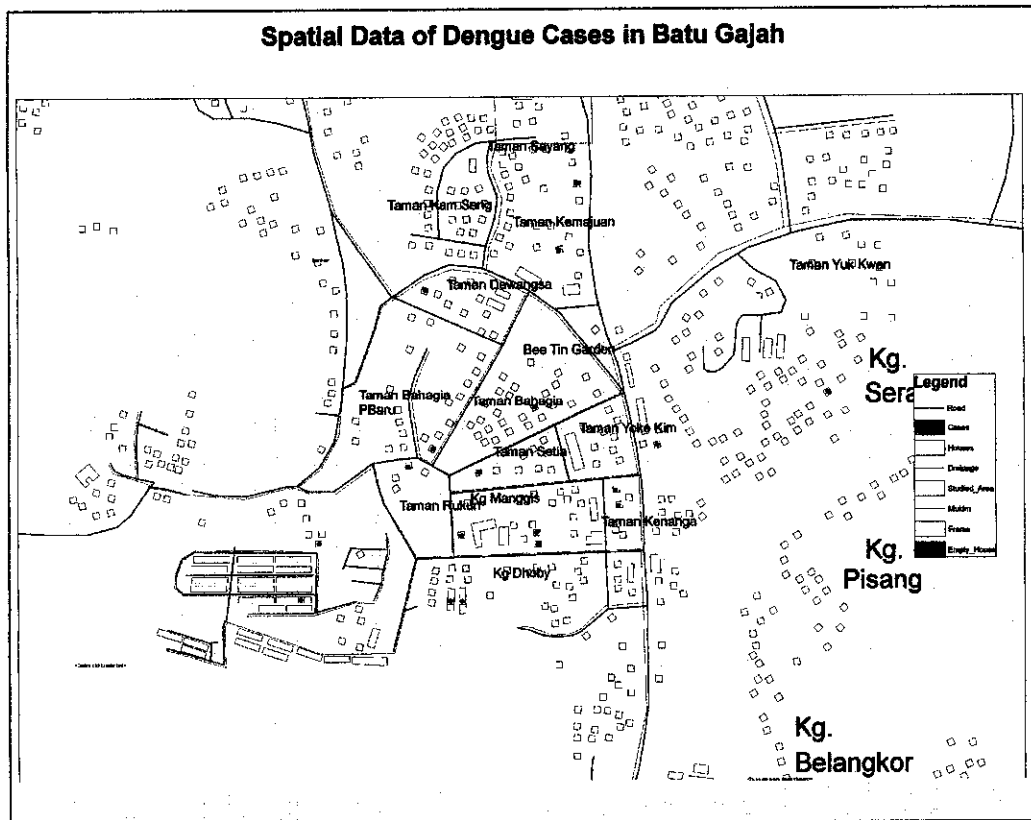 Spatial Data of Dengue Cases in Batu Gajah
Taman Sayang
Taman Kam Seng
Taman Kemajuan
Taman Yuk Kwan
Taman Dewangsa
Bee Tin Garden
Kg.
Taman Bahagia
PBaru
Taman Bahagia
Taman Yoke Kim
Taman Setia
Taman Rukun
Kg Manggis
Taman Kenanga
Kg Dhoby
Kg.
Pisang
Kg.
Belangkor
Legend
Road
Cases
Houses
Drainage
Studied_Area
Mukim
Frame
Empty_House